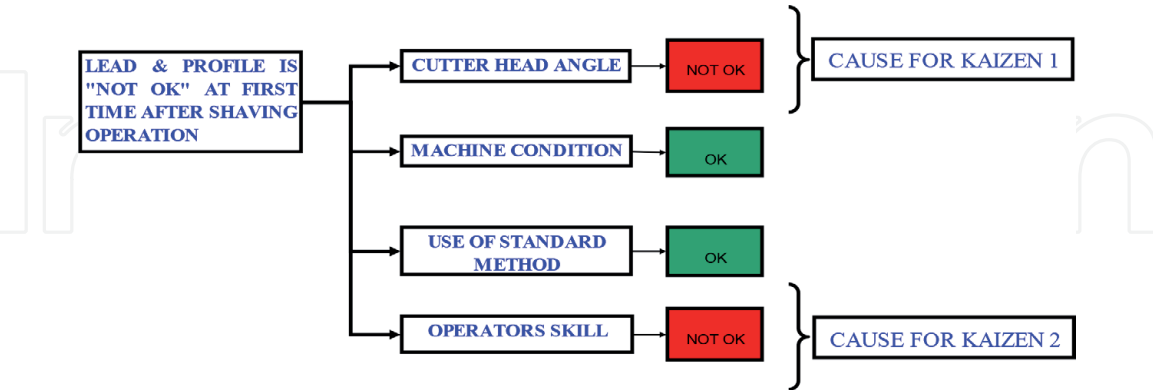 LEAD & PROFILE IS
"NOT OK" AT FIRST
TIME AFTER SHAVING
OPERATION
CUTTER HEAD ANGLE
NOT OK
CAUSE FOR KAIZEN 1
MACHINE CONDITION
OK
USE OF STANDARD
METHOD
OK
OPERATORS SKILL
NOT OK
CAUSE FOR KAIZEN 2